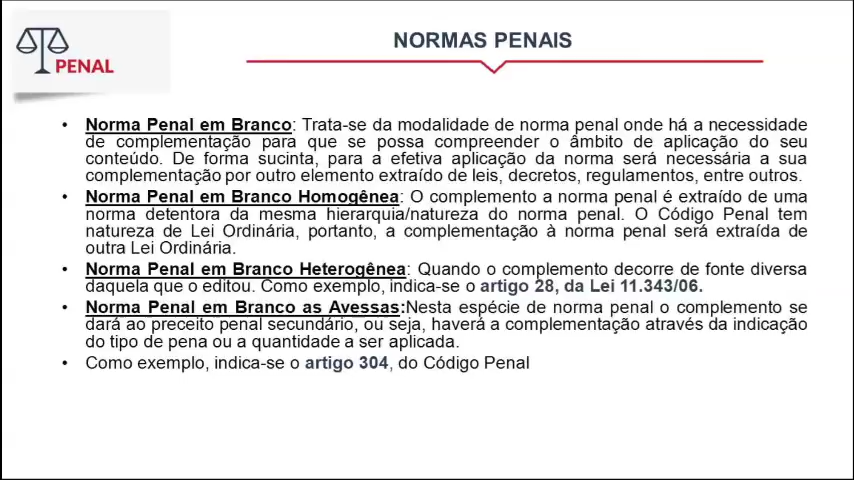 PENAL
NORMAS PENAIS
• Norma Penal em Branco: Trata-se da modalidade de norma penal onde há a necessidade
de complementação para que se possa compreender o âmbito de aplicação do seu
conteúdo. De forma sucinta, para a efetiva aplicação da norma será necessária a sua
complementação por outro elemento extraído de leis, decretos, regulamentos, entre outros.
• Norma Penal em Branco Homogênea: O complemento a norma penal é extraído de uma
norma detentora da mesma hierarquia/natureza do norma penal. O Código Penal tem
natureza de Lei Ordinária, portanto, a complementação à norma penal será extraída de
outra Lei Ordinária.
• Norma Penal em Branco Heterogênea: Quando o complemento decorre de fonte diversa
daquela que o editou. Como exemplo, indica-se o artigo 28, da Lei 11.343/06.
• Norma Penal em Branco as Avessas:Nesta espécie de norma penal o complemento se
dará ao preceito penal secundário, ou seja, haverá a complementação através da indicação
do tipo de pena ou a quantidade a ser aplicada.
• Como exemplo, indica-se o artigo 304, do Código Penal